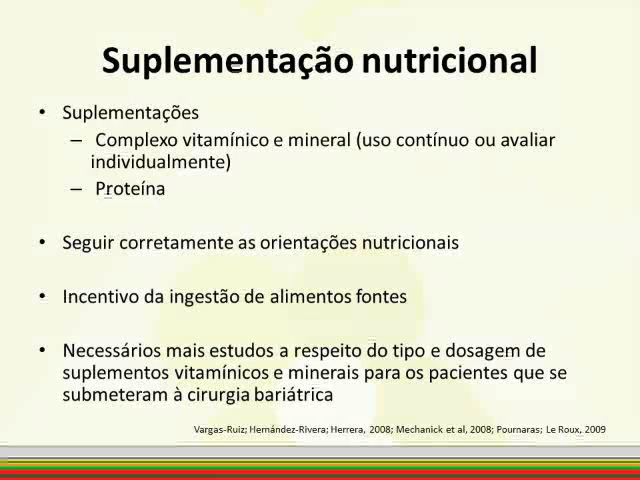 Suplementação nutricional
• Suplementações
– Complexo vitamínico e mineral (uso contínuo ou avaliar
individualmente)
– Proteína
• Seguir corretamente as orientações nutricionais
• Incentivo da ingestão de alimentos fontes
• Necessários mais estudos a respeito do tipo e dosagem de
suplementos vitamínicos e minerais para os pacientes que se
submeteram à cirurgia bariátrica
Vargas-Ruiz; Hernández-Rivera; Herrera, 2008; Mechanick et al, 2008; Pournaras; Le Roux, 2009